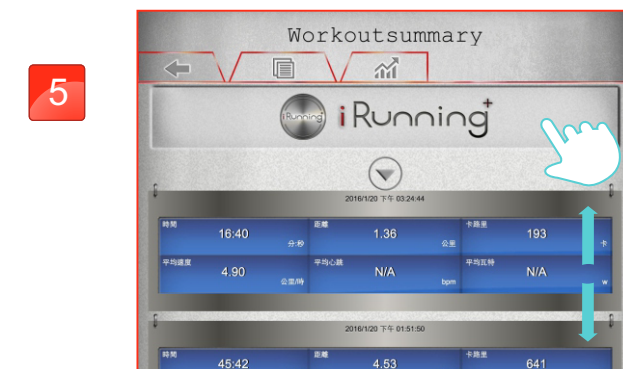 5
Workoutsummary
iRunning
iRunning+
2016/1/20 下午 03:24:44
時間 距離 卡路里
16:40 1.36 193
分:秒 公里 卡
平均速度 平均心跳 平均瓦特
4.90 N/A N/A
公里/時 bpm w
2016/1/20 下午 01:51:50
時間 距離 卡路里
45:42 4.53 641